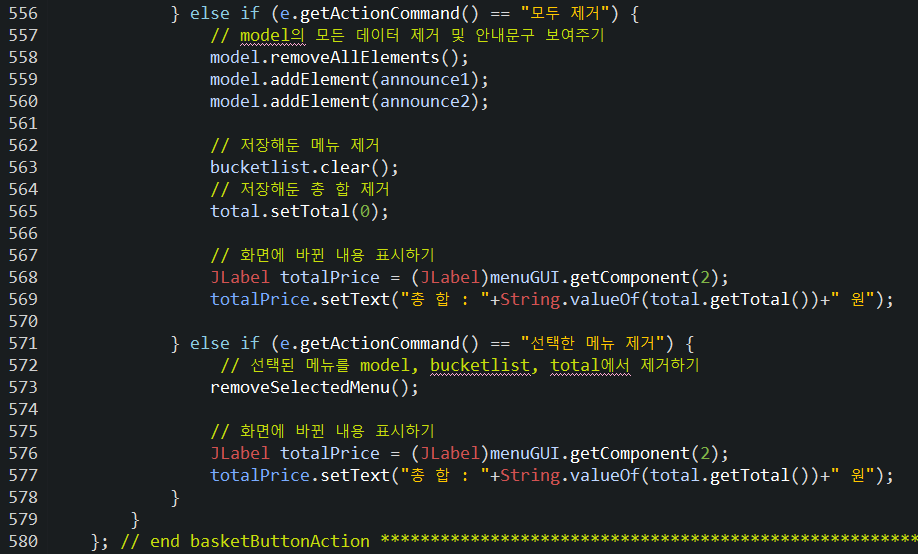 556 } else if (e.getActionCommand() == "모두 제거") {
557 // model의 모든 데이터 제거 및 안내문구 보여주기
558 model.removeAllElements();
559 model.addElement(announce1);
560 model.addElement(announce2);
561
562 // 저장해둔 메뉴 제거
563 bucketlist.clear();
564 // 저장해둔 총 합 제거
565 total.setTotal(0);
566
567 // 화면에 바뀐 내용 표시하기
568 JLabel totalPrice = (JLabel)menuGUI.getComponent(2);
569 totalPrice.setText("총 합 : "+String.valueOf(total.getTotal())+" 원");
570
571 } else if (e.getActionCommand() == "선택한 메뉴 제거") {
572 // 선택된 메뉴를 model, bucketlist, total에서 제거하기
573 removeSelectedMenu();
574
575 // 화면에 바뀐 내용 표시하기
576 JLabel totalPrice = (JLabel)menuGUI.getComponent(2);
577 totalPrice.setText("총 합 : "+String.valueOf(total.getTotal())+" 원");
578 }
579 }
580 }; // end basketButtonAction ******************************************************